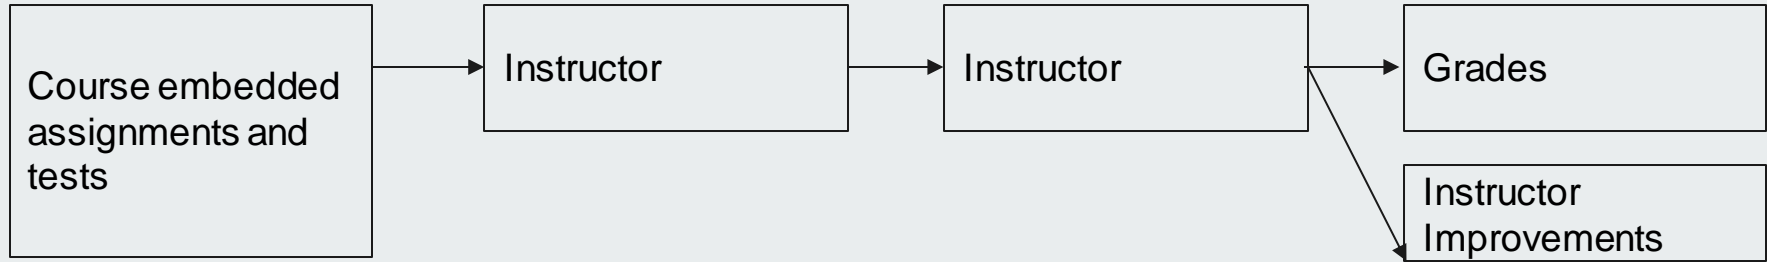 Course embedded
assignments and
tests
Instructor
Instructor
Grades
Instructor
Improvements